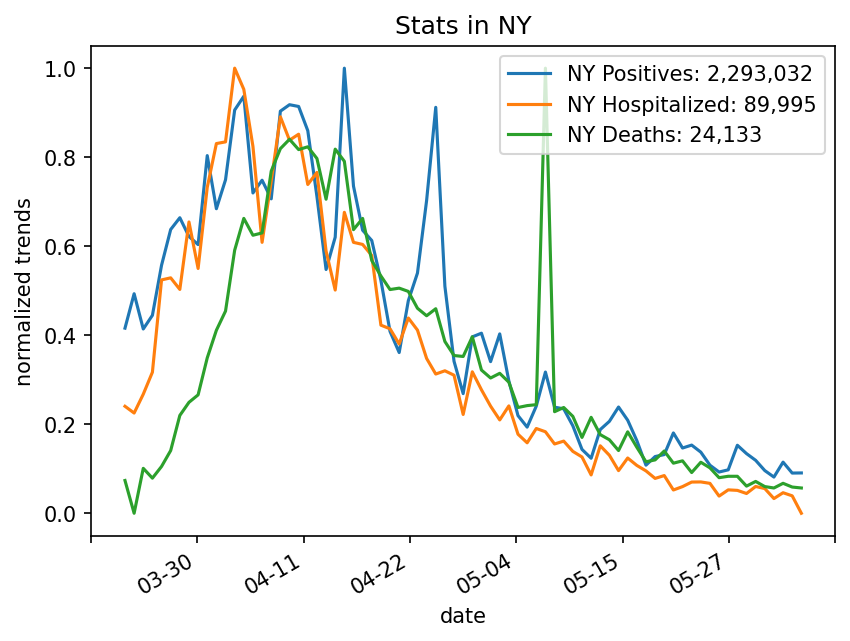 Stats in NY
NY Positives: 2,293,032
NY Hospitalized: 89,995
NY Deaths: 24,133
normalized trends
1.0
0.8
0.6
0.4
0.2
0.0
03-30
04-11
04-22
05-04
05-15
05-27
date